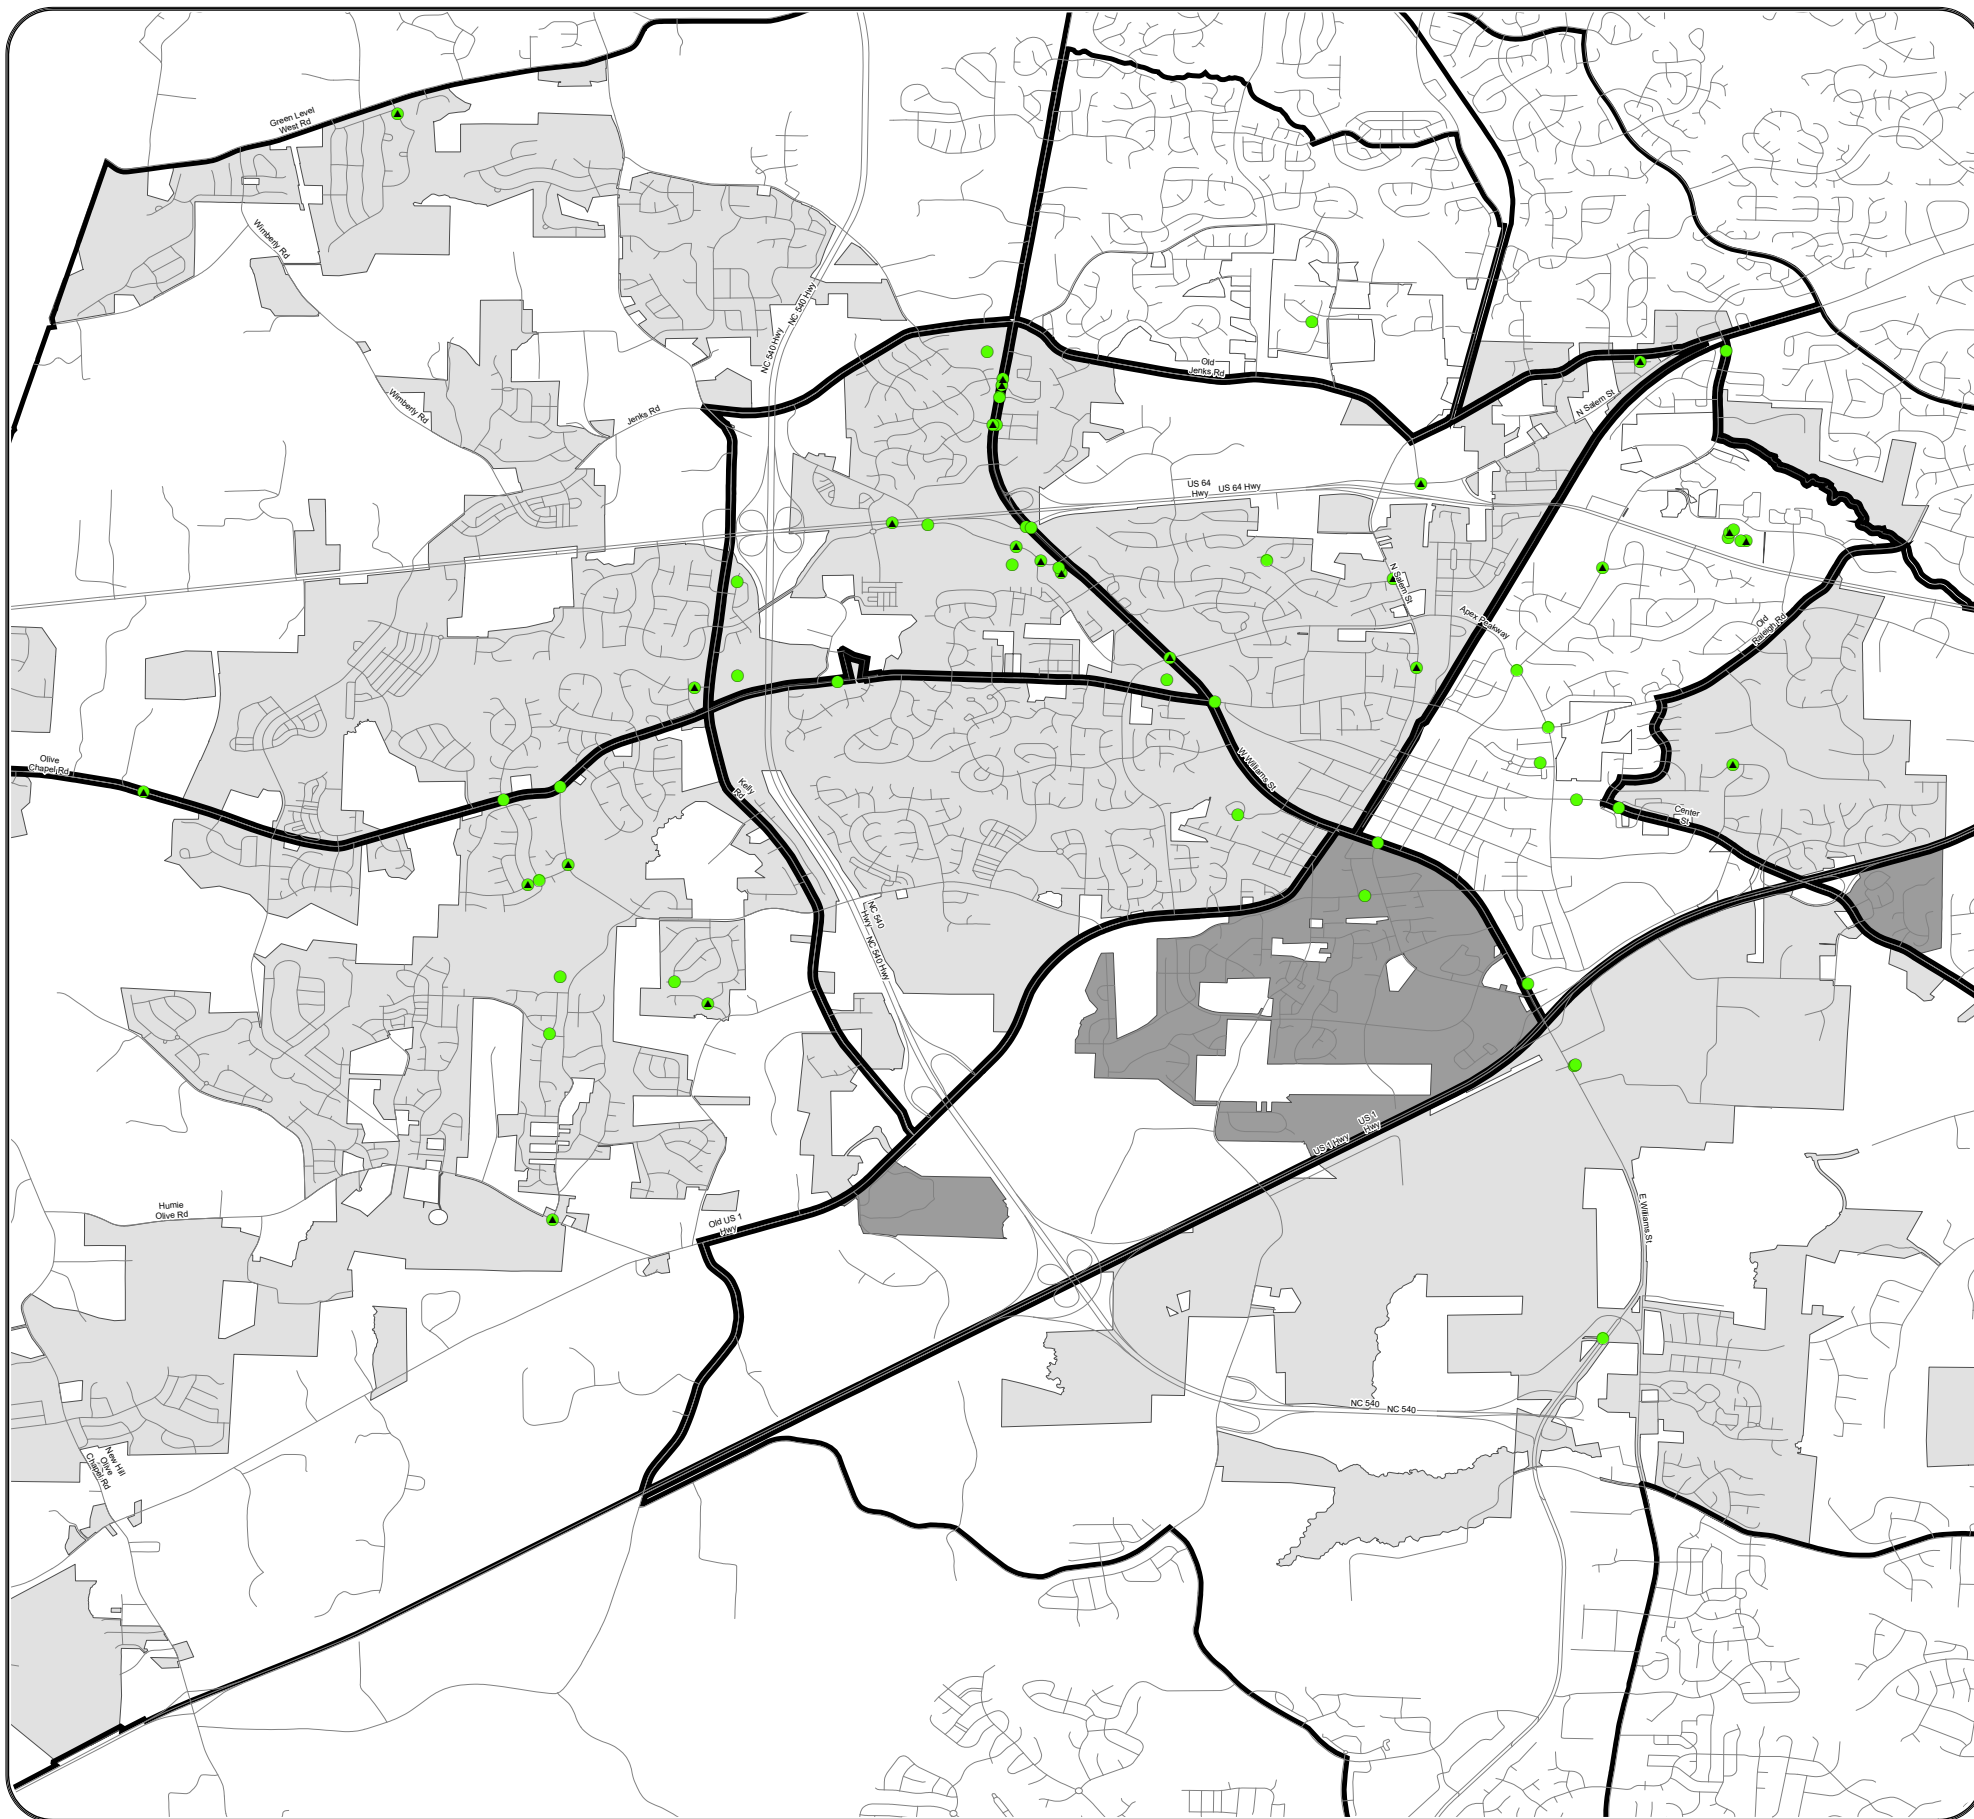 Green Level
West Rd
Wimberly Rd
NC 540 Hwy
NC 540 Hwy
Old
Jenks Rd
Wimberly Rd
Jenks Rd
N Salem St
US 64
Hwy
US 64 Hwy
N Salem St
Apex Peakway
Old
Raleigh Rd
Olive
Chapel Rd
Kelly
Rd
W Williams St
Center
St
NC 540
Hwy
NC 540 Hwy
US 1
Hwy
US 1 Hwy
Humie
Olive Rd
Old US 1
Hwy
E Williams St
NC 540
NC 540
New Hill
Olive
Chapel Rd